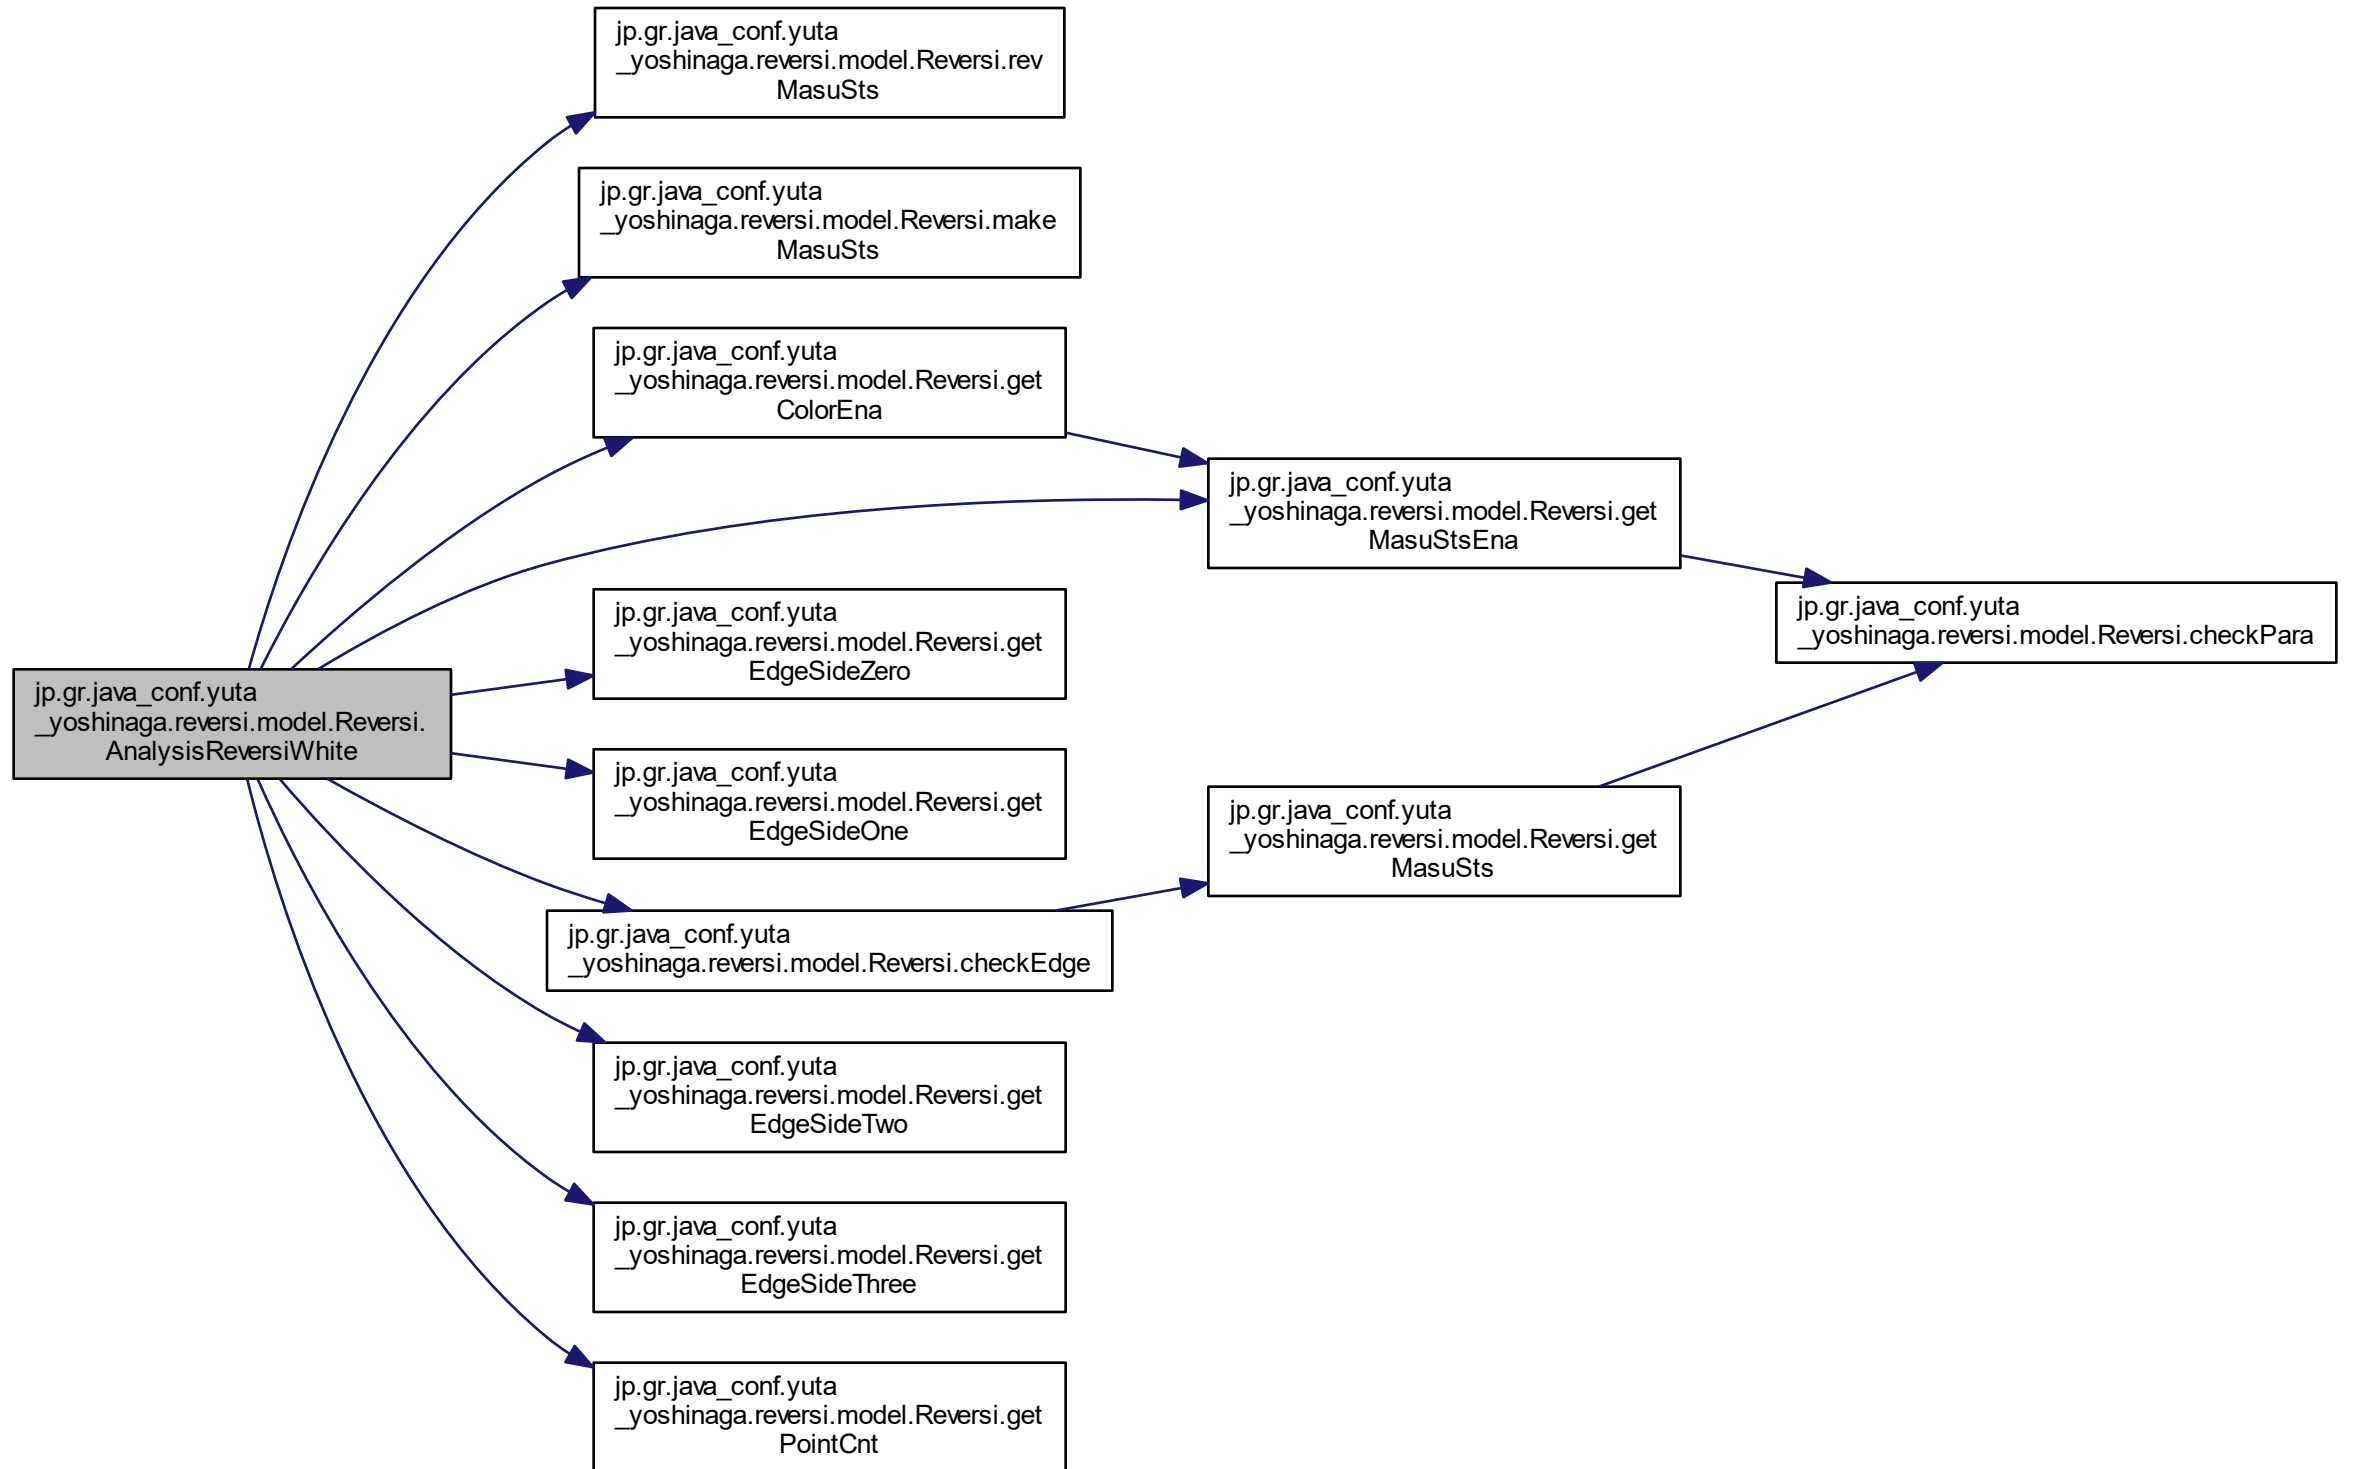 jp.gr.java_conf.yuta
_yoshinaga.reversi.model.Reversi.rev
MasuSts
jp.gr.java_conf.yuta
_yoshinaga.reversi.model.Reversi.make
MasuSts
jp.gr.java_conf.yuta
_yoshinaga.reversi.model.Reversi.get
ColorEna
jp.gr.java_conf.yuta
_yoshinaga.reversi.model.Reversi.get
MasuStsEna
jp.gr.java_conf.yuta
_yoshinaga.reversi.model.Reversi.get
EdgeSideZero
jp.gr.java_conf.yuta
_yoshinaga.reversi.model.Reversi.checkPara
jp.gr.java_conf.yuta
_yoshinaga.reversi.model.Reversi.
AnalysisReversiWhite
jp.gr.java_conf.yuta
_yoshinaga.reversi.model.Reversi.get
EdgeSideOne
jp.gr.java_conf.yuta
_yoshinaga.reversi.model.Reversi.get
MasuSts
jp.gr.java_conf.yuta
_yoshinaga.reversi.model.Reversi.checkEdge
jp.gr.java_conf.yuta
_yoshinaga.reversi.model.Reversi.get
EdgeSideTwo
jp.gr.java_conf.yuta
_yoshinaga.reversi.model.Reversi.get
EdgeSideThree
jp.gr.java_conf.yuta
_yoshinaga.reversi.model.Reversi.get
PointCnt